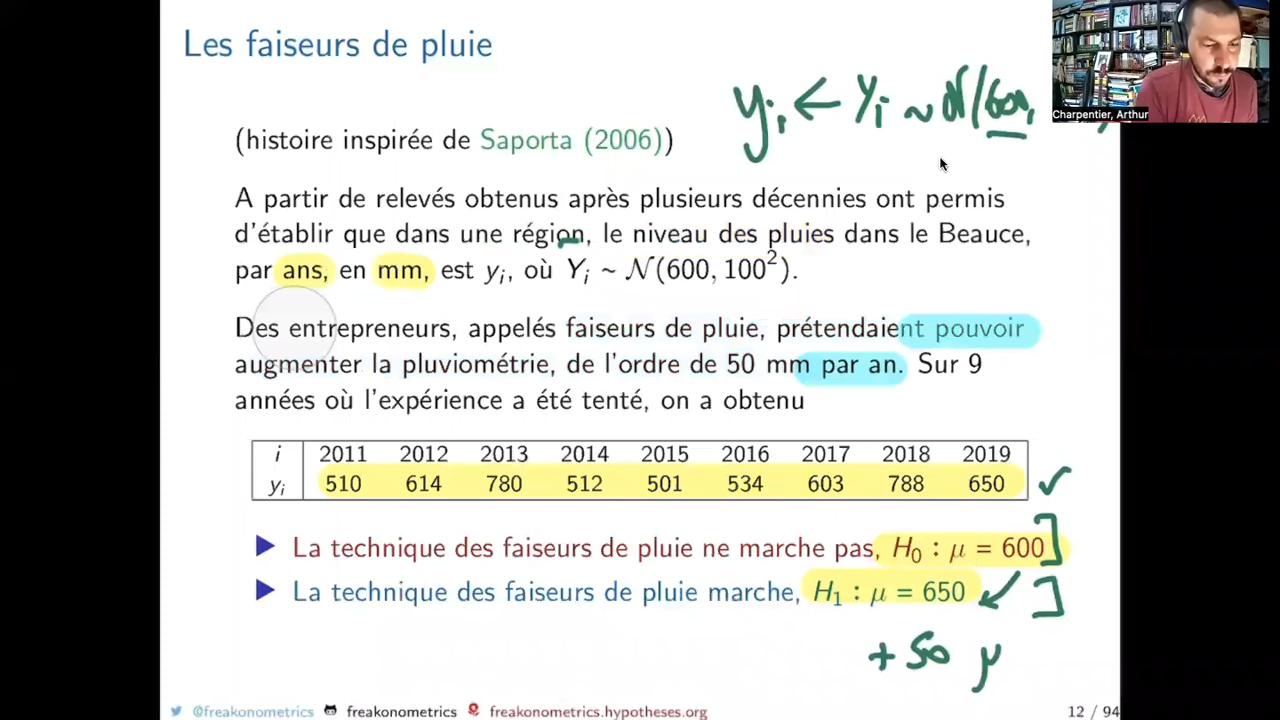 Les faiseurs de pluie
Charpentier, Arthur
yi, ← Yi ~ N(600,
(histoire inspirée de Saporta (2006))
A partir de relevés obtenus après plusieurs décennies ont permis
d'établir que dans une région, le niveau des pluies dans le Beauce,
par ans, en mm, est yi, où Yi ~ N(600, 100²).
Des entrepreneurs, appelés faiseurs de pluie, prétendaient pouvoir
augmenter la pluviométrie, de l'ordre de 50 mm par an. Sur 9
années où l'expérience a été tenté, on a obtenu
i 2011 2012 2013 2014 2015 2016 2017 2018 2019
yi 510 614 780 512 501 534 603 788 650
▶ La technique des faiseurs de pluie ne marche pas, H₀ : μ = 600
▶ La technique des faiseurs de pluie marche, H₁ : μ = 650
+ 50 μ
@freakonometrics freakonometrics freakonometrics.hypotheses.org 12 / 94